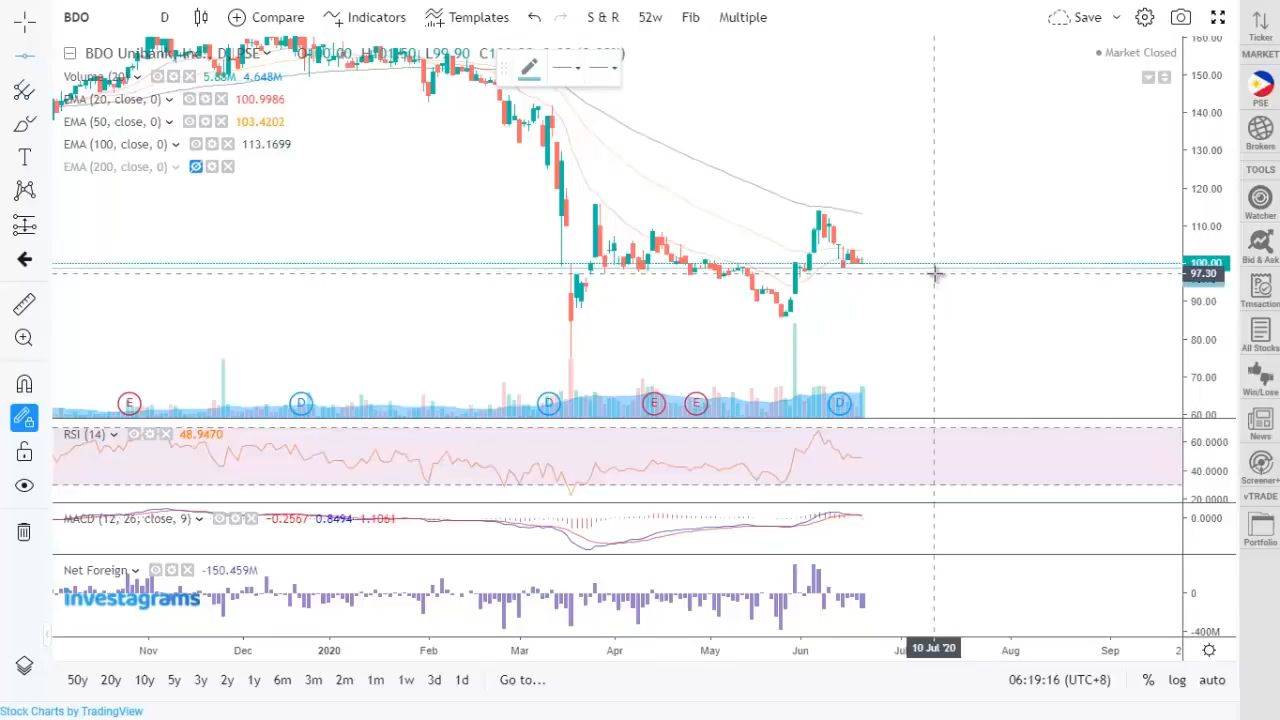 BDO D Compare Indicators Templates S & R 52w Fib Multiple Save
Ticker
BDO Unibank, Inc. D PSE
Market Closed
MARKET
Volume (20) 5.88M 4.648M
EMA (20, close, 0) 100.9986
EMA (50, close, 0) 103.4202
EMA (100, close, 0) 113.1699
EMA (200, close, 0)
160.00
150.00
140.00
130.00
120.00
110.00
100.00
97.30
90.00
80.00
70.00
60.00
PSE
Brokers
TOOLS
Watcher
Bid & Ask
Trnsaction
All Stocks
Win/Lose
News
Screener+
vTRADE
Portfolio
E D D E E D
RSI (14) 48.9470
60.0000
40.0000
20.0000
MACD (12, 26, close, 9) -0.2567 0.8494 1.1061
0.0000
Net Foreign -150.459M
investagrams
0
-400M
Nov Dec 2020 Feb Mar Apr May Jun 10 Jul '20 Aug Sep
50y 20y 10y 5y 3y 2y 1y 6m 3m 2m 1m 1w 3d 1d Go to... 06:19:16 (UTC+8) % log auto
Stock Charts by TradingView